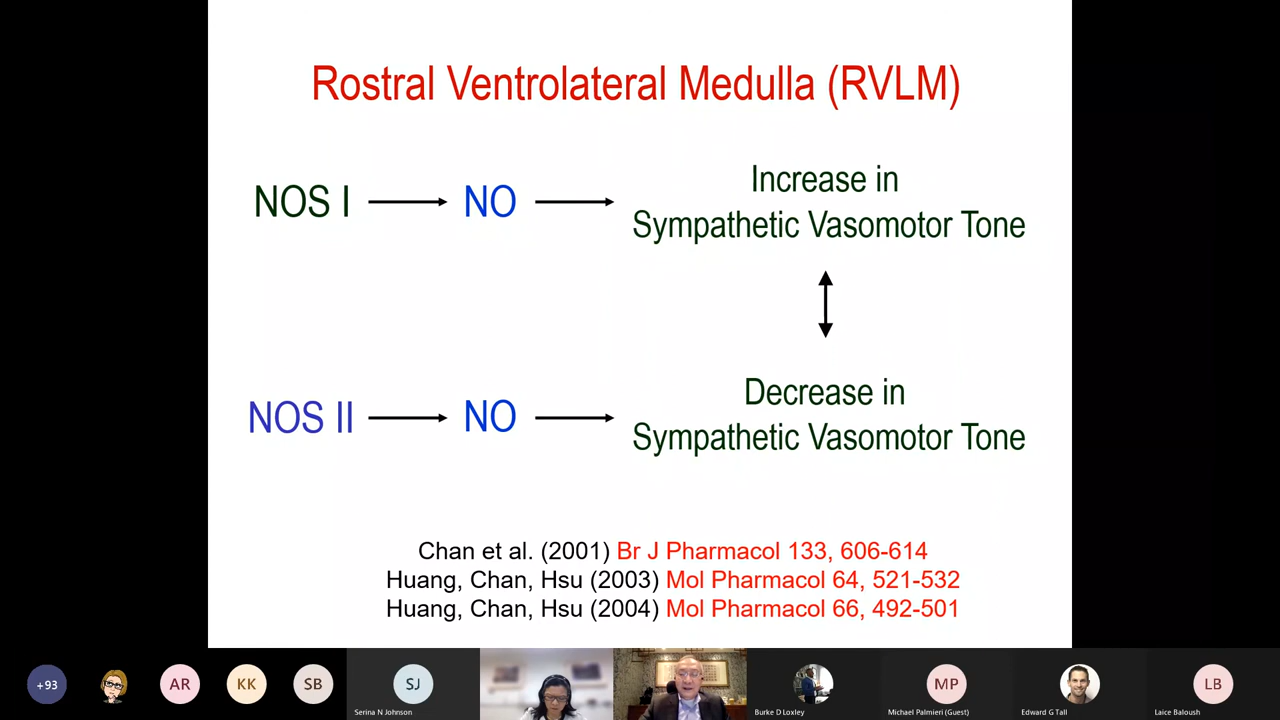 Rostral Ventrolateral Medulla (RVLM)
NOS I
NO
Increase in
Sympathetic Vasomotor Tone
NOS II
NO
Decrease in
Sympathetic Vasomotor Tone
Chan et al. (2001) Br J Pharmacol 133, 606-614
Huang, Chan, Hsu (2003) Mol Pharmacol 64, 521-532
Huang, Chan, Hsu (2004) Mol Pharmacol 66, 492-501
+93
AR
KK
SB
SJ
Serina N Johnson
Burke D Loxley
MP
Michael Palmieri (Guest)
Edward G Tall
LB
Laice Baloush